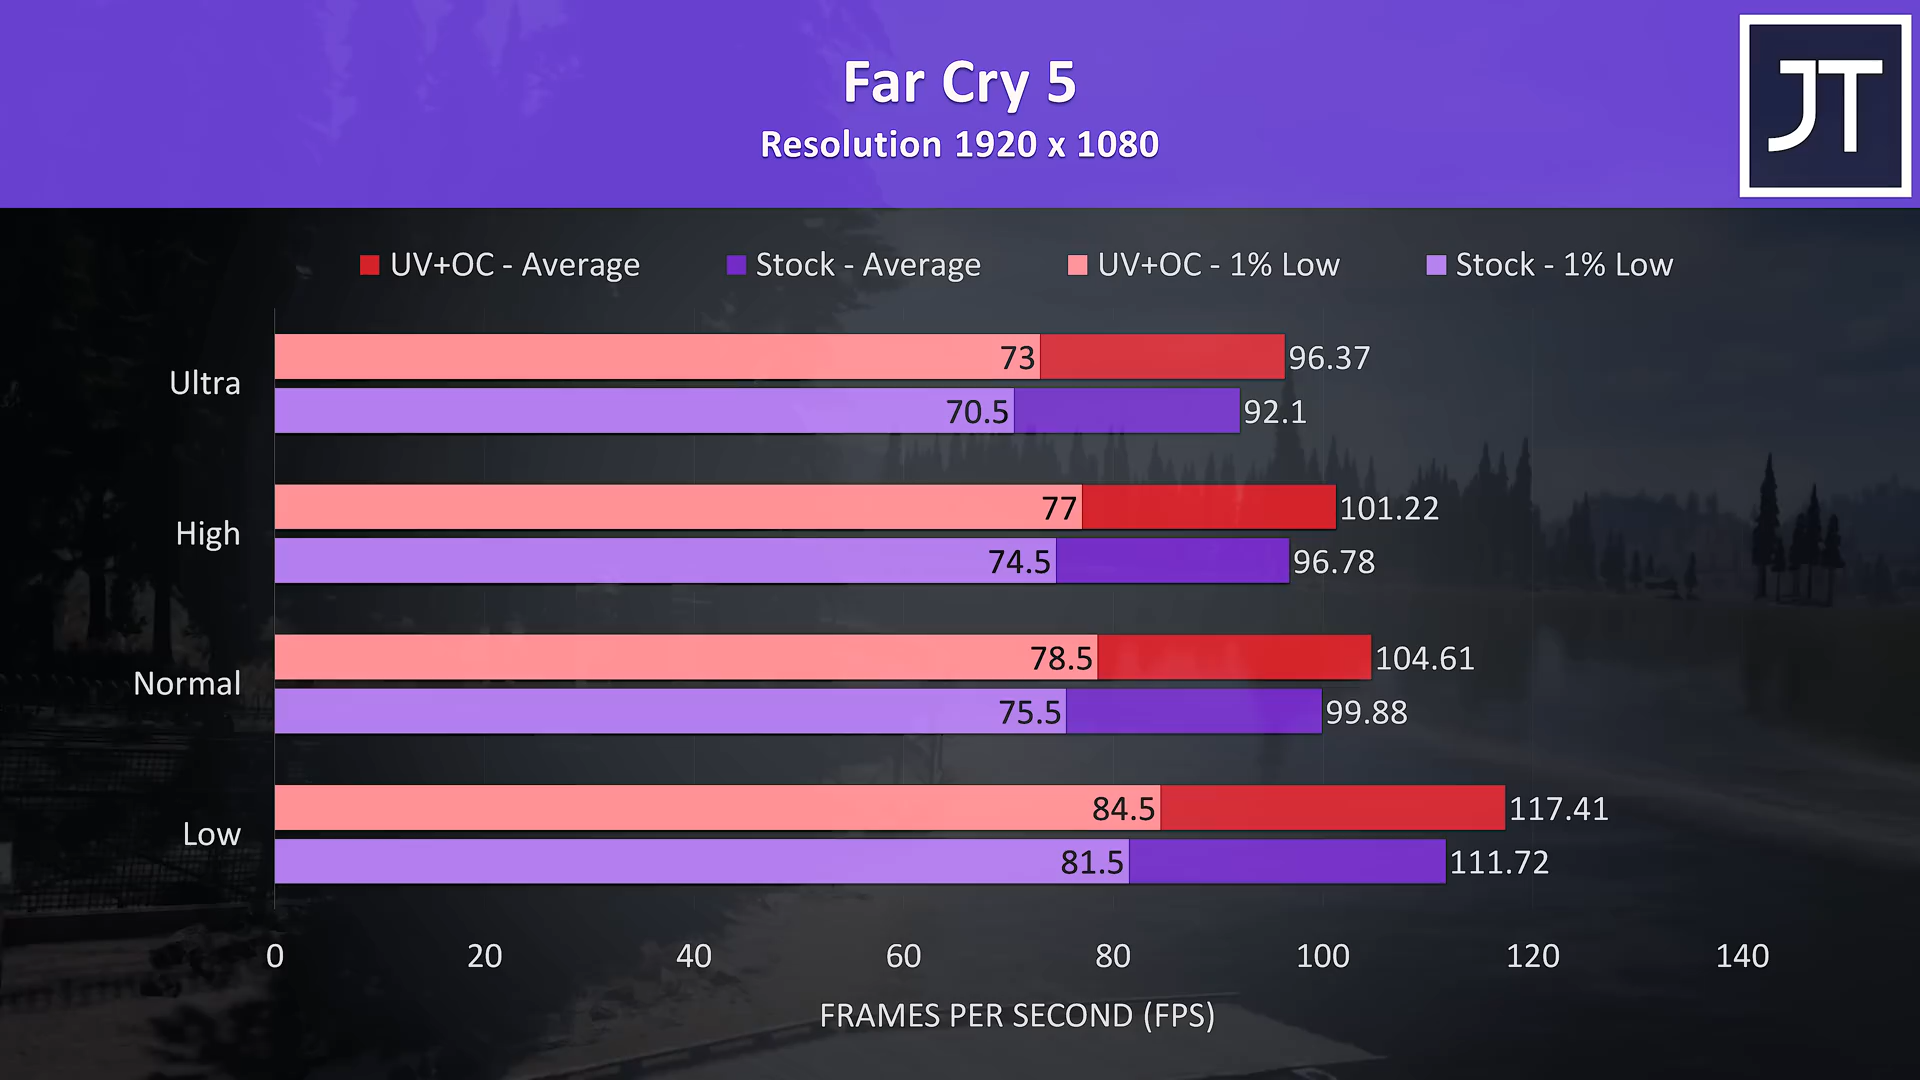 Far Cry 5
Resolution 1920 x 1080
JT
UV+OC - Average
Stock - Average
UV+OC - 1% Low
Stock - 1% Low
Ultra
73
96.37
70.5
92.1
High
77
101.22
74.5
96.78
Normal
78.5
104.61
75.5
99.88
Low
84.5
117.41
81.5
111.72
0 20 40 60 80 100 120 140
FRAMES PER SECOND (FPS)